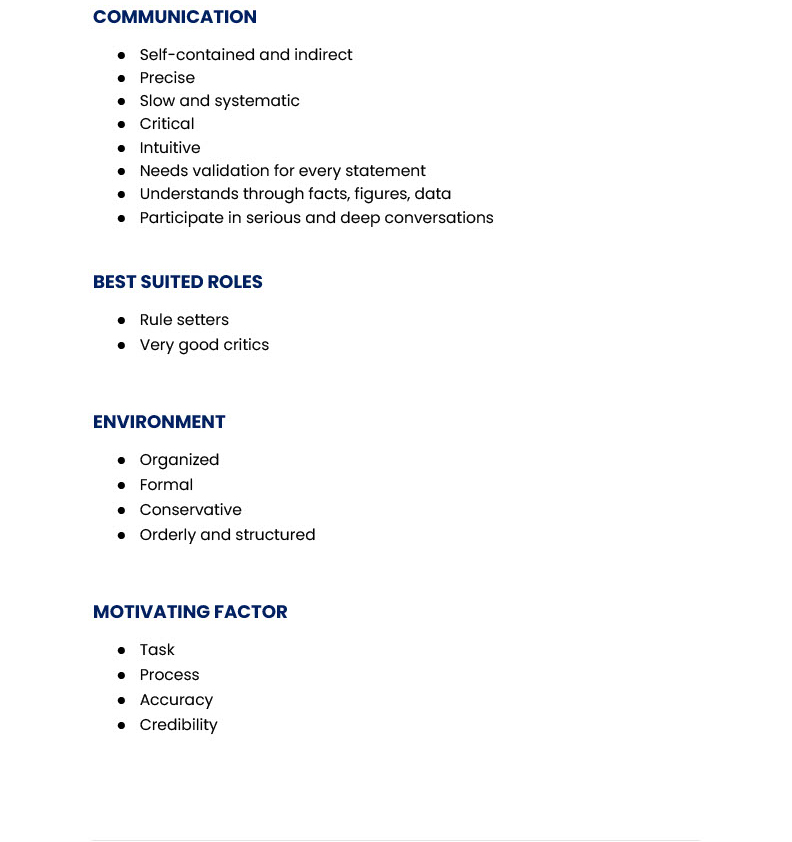 COMMUNICATION
● Self-contained and indirect
● Precise
● Slow and systematic
● Critical
● Intuitive
● Needs validation for every statement
● Understands through facts, figures, data
● Participate in serious and deep conversations
BEST SUITED ROLES
● Rule setters
● Very good critics
ENVIRONMENT
● Organized
● Formal
● Conservative
● Orderly and structured
MOTIVATING FACTOR
● Task
● Process
● Accuracy
● Credibility